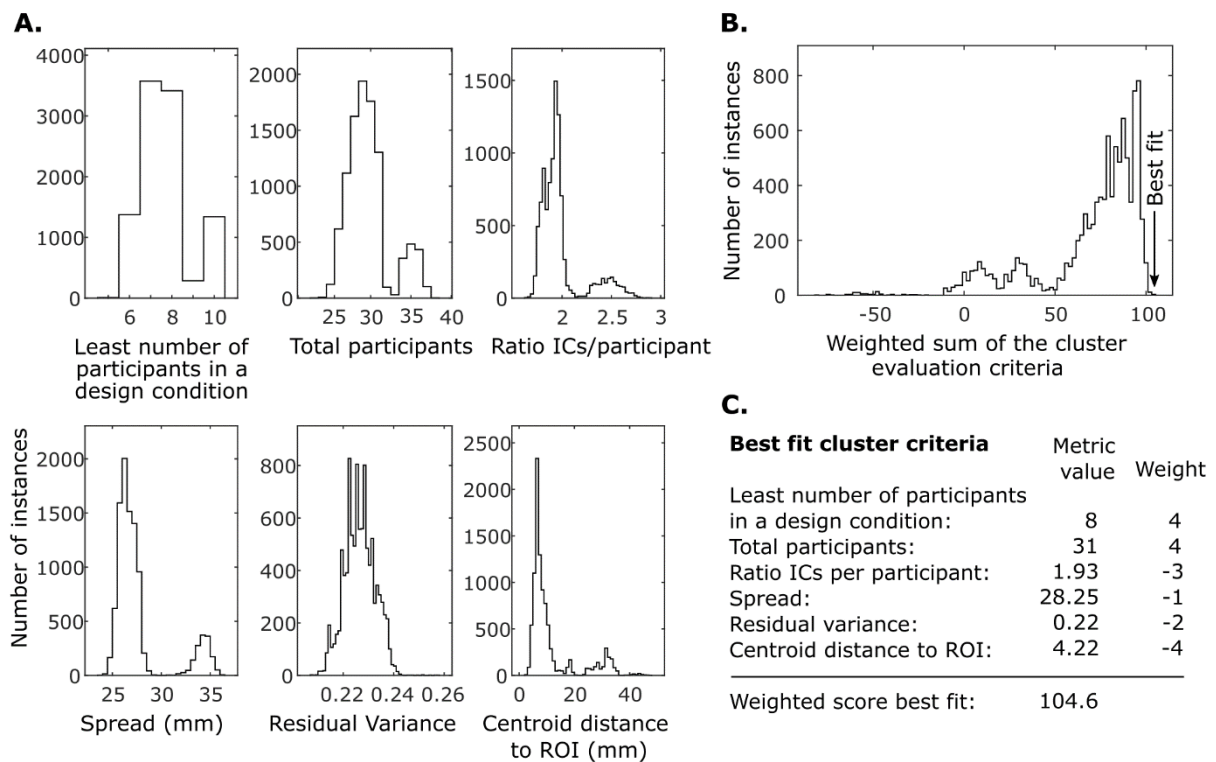 A.
4000
3000
2000
1000
0
6 8 10
Least number of
participants in a
design condition
2000
1500
1000
500
0
25 30 35 40
Total participants
1500
1000
500
0
2 2.5 3
Ratio ICs/participant
Number of instances
2000
1500
1000
500
0
25 30 35
Spread (mm)
800
600
400
200
0
0.22 0.24 0.26
Residual Variance
2500
2000
1500
1000
500
0
0 20 40
Centroid distance
to ROI (mm)
B.
Number of instances
800
600
400
200
0
-50 0 50 100
Best fit
Weighted sum of the cluster
evaluation criteria
C.
Best fit cluster criteria Metric
value Weight
Least number of participants
in a design condition: 8 4
Total participants: 31 4
Ratio ICs per participant: 1.93 -3
Spread: 28.25 -1
Residual variance: 0.22 -2
Centroid distance to ROI: 4.22 -4
Weighted score best fit: 104.6